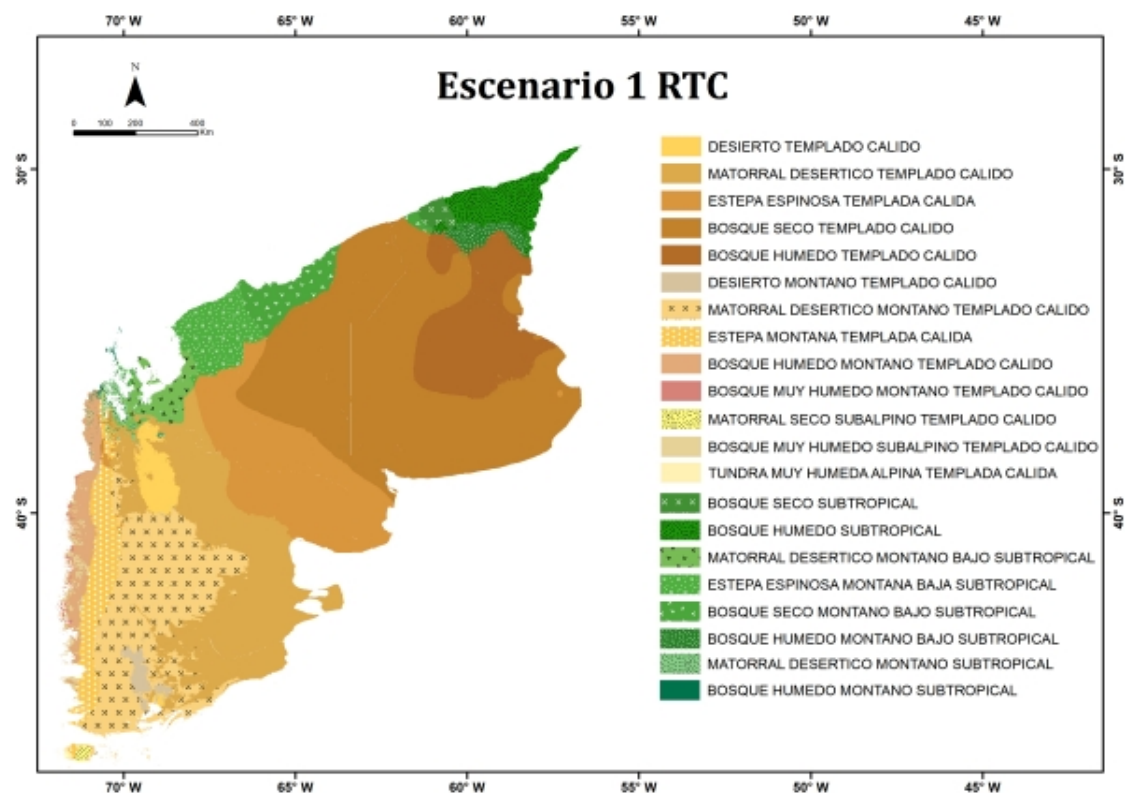 70° W 65° W 60° W 55° W 50° W 45° W
Escenario 1 RTC
N
0 100 200 400
Km
30° S
30° S
40° S
40° S
DESIERTO TEMPLADO CALIDO
MATORRAL DESERTICO TEMPLADO CALIDO
ESTEPA ESPINOSA TEMPLADA CALIDA
BOSQUE SECO TEMPLADO CALIDO
BOSQUE HUMEDO TEMPLADO CALIDO
DESIERTO MONTANO TEMPLADO CALIDO
MATORRAL DESERTICO MONTANO TEMPLADO CALIDO
ESTEPA MONTANA TEMPLADA CALIDA
BOSQUE HUMEDO MONTANO TEMPLADO CALIDO
BOSQUE MUY HUMEDO MONTANO TEMPLADO CALIDO
MATORRAL SECO SUBALPINO TEMPLADO CALIDO
BOSQUE MUY HUMEDO SUBALPINO TEMPLADO CALIDO
TUNDRA MUY HUMEDA ALPINA TEMPLADA CALIDA
BOSQUE SECO SUBTROPICAL
BOSQUE HUMEDO SUBTROPICAL
MATORRAL DESERTICO MONTANO BAJO SUBTROPICAL
ESTEPA ESPINOSA MONTANA BAJA SUBTROPICAL
BOSQUE SECO MONTANO BAJO SUBTROPICAL
BOSQUE HUMEDO MONTANO BAJO SUBTROPICAL
MATORRAL DESERTICO MONTANO SUBTROPICAL
BOSQUE HUMEDO MONTANO SUBTROPICAL
70° W 65° W 60° W 55° W 50° W 45° W